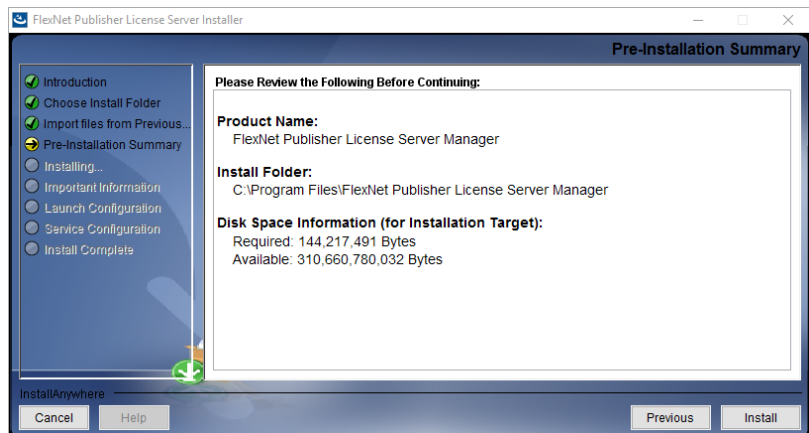 FlexNet Publisher License Server Installer
Pre-Installation Summary
Introduction
Choose Install Folder
Import files from Previous...
Pre-Installation Summary
Installing...
Important Information
Launch Configuration
Service Configuration
Install Complete
Please Review the Following Before Continuing:
Product Name:
FlexNet Publisher License Server Manager
Install Folder:
C:\Program Files\FlexNet Publisher License Server Manager
Disk Space Information (for Installation Target):
Required: 144,217,491 Bytes
Available: 310,660,780,032 Bytes
InstallAnywhere
Cancel
Help
Previous
Install